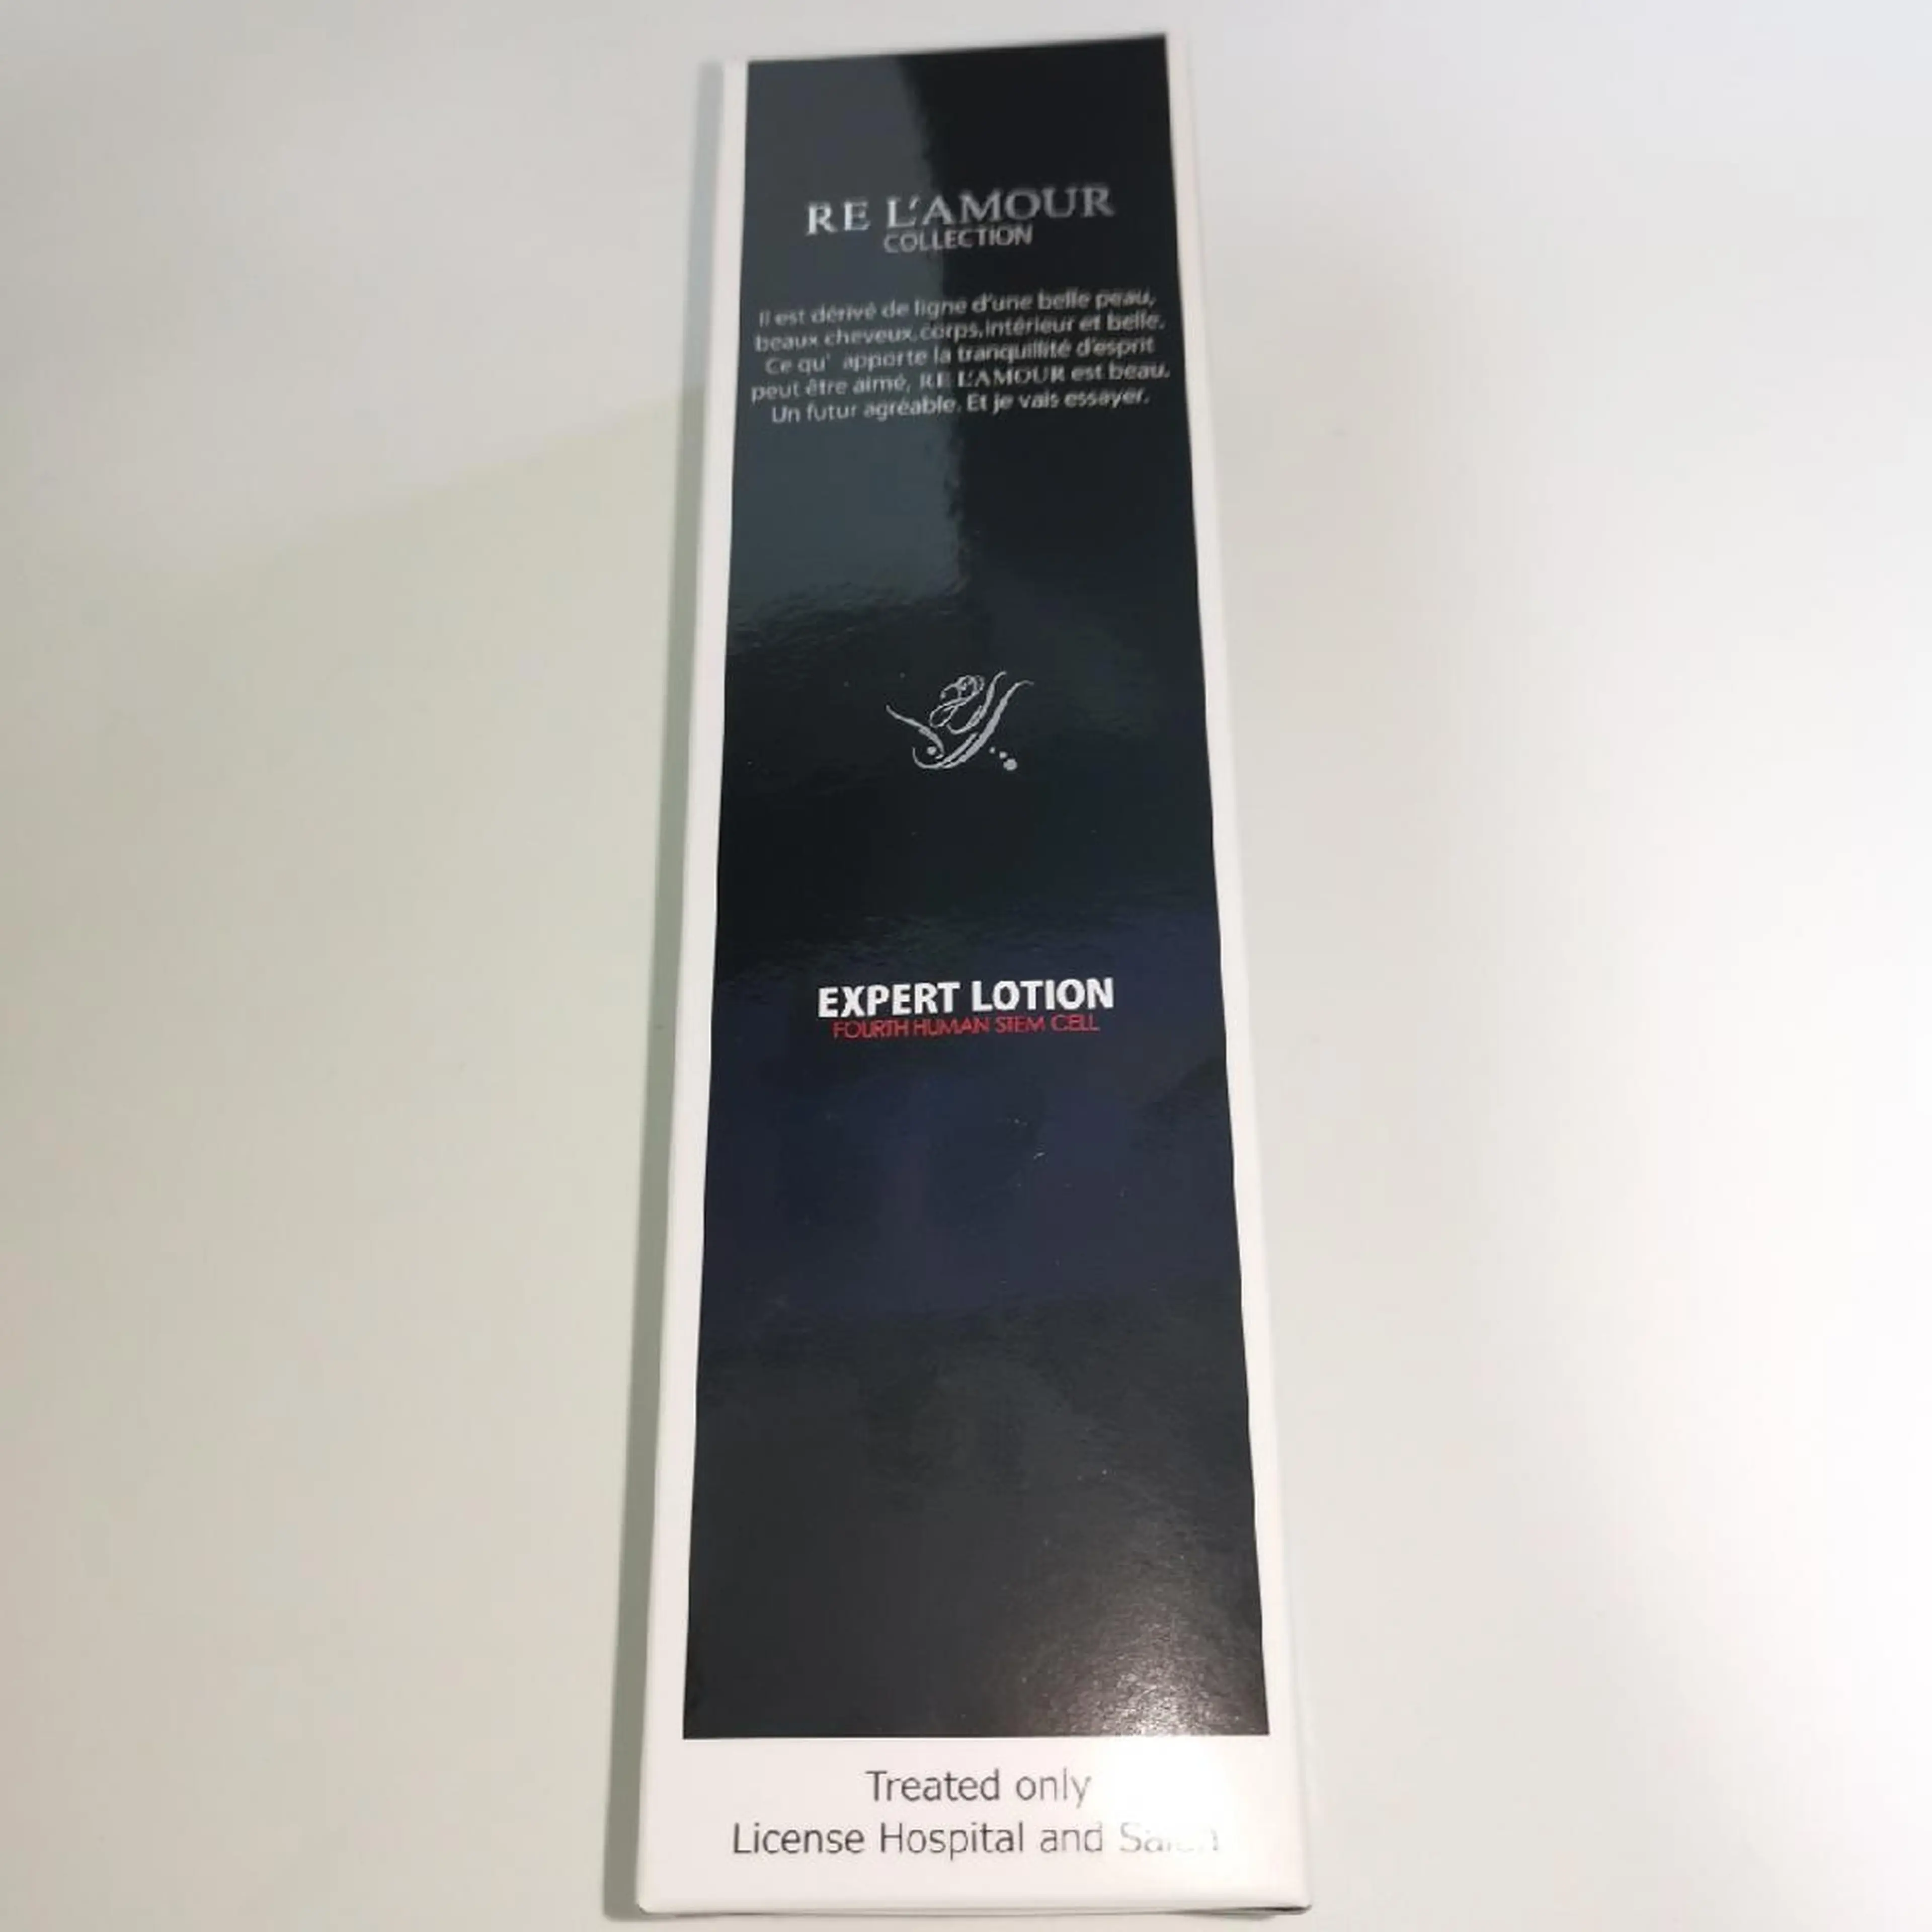 RE L'AMOUR
COLLECTION
Il est dérivé de ligne d'une belle peau,
beaux cheveux,corps,intérieur et belle.
Ce qu' apporte la tranquillité d'esprit
peut être aimé, RE L'AMOUR est beau.
Un futur agréable. Et je vais essayer.
EXPERT LOTION
FOURTH HUMAN STEM CELL
Treated only
License Hospital and Salon